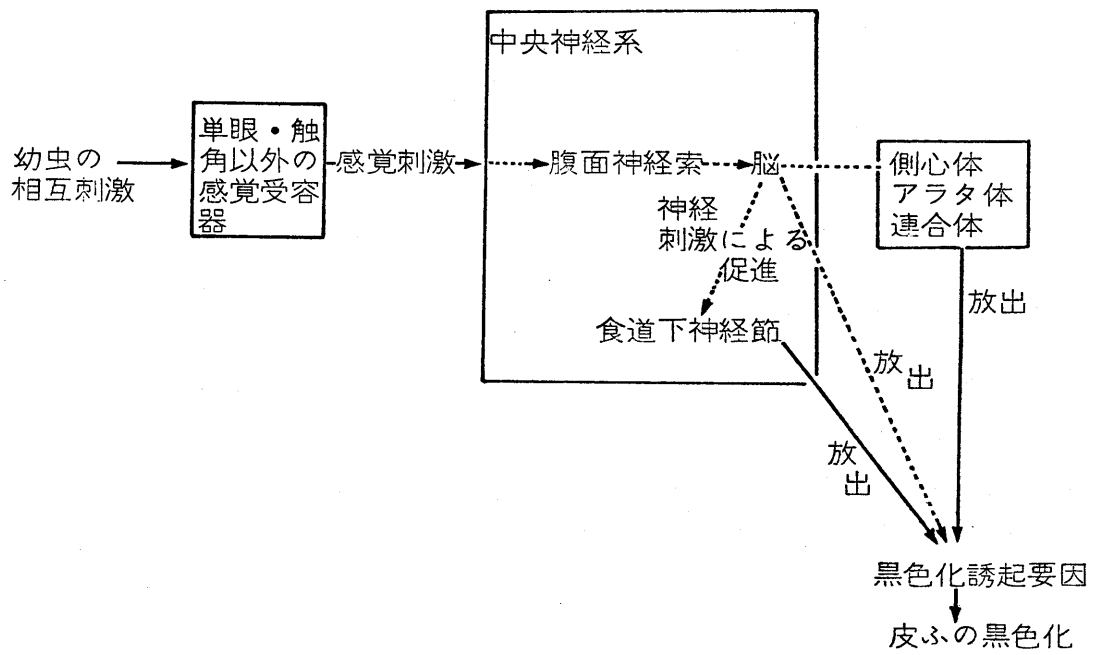 中央神経系
幼虫の
相互刺激
単眼・触
角以外の
感覚受容
器
感覚刺激
腹面神経索
脳
側心体
アラタ体
連合体
神経
刺激による
促進
食道下神経節
放出
放出
放出
黒色化誘起要因
皮ふの黒色化